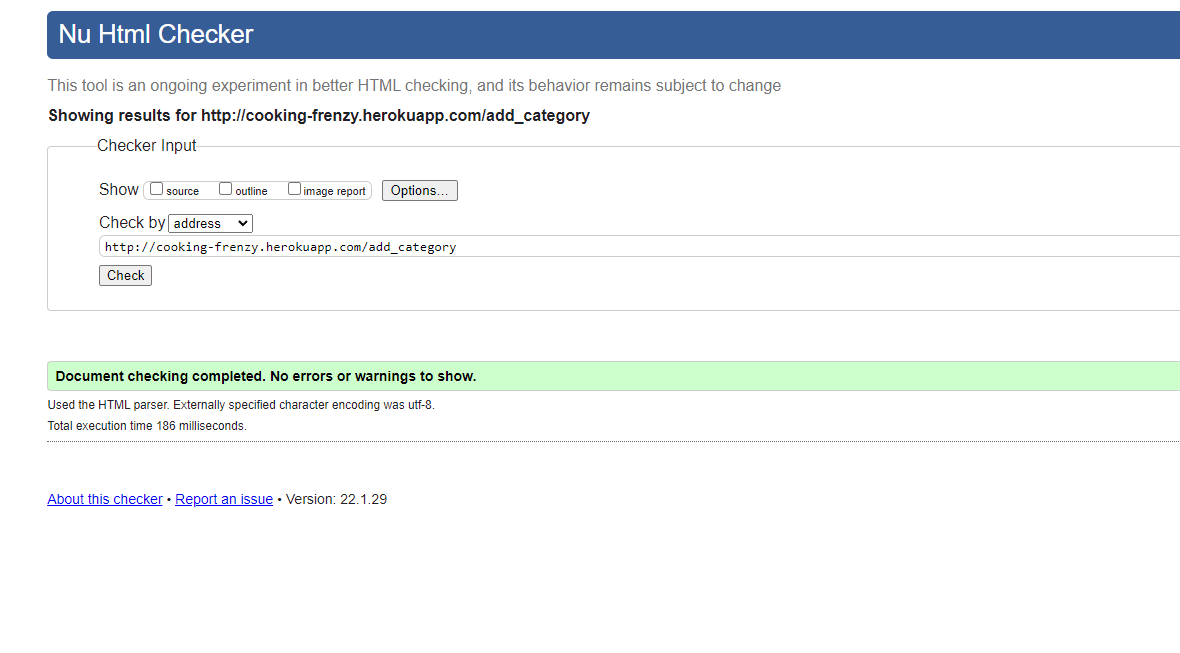 Nu Html Checker
This tool is an ongoing experiment in better HTML checking, and its behavior remains subject to change
Showing results for http://cooking-frenzy.herokuapp.com/add_category
Checker Input
Show source outline image report Options...
Check by address
http://cooking-frenzy.herokuapp.com/add_category
Check
Document checking completed. No errors or warnings to show.
Used the HTML parser. Externally specified character encoding was utf-8.
Total execution time 186 milliseconds.
About this checker • Report an issue • Version: 22.1.29